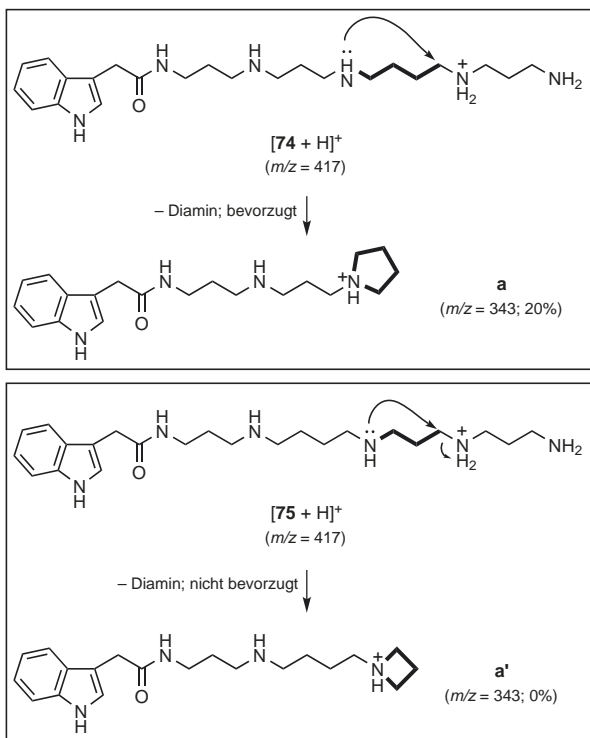 H
N
O
N
H
H
N
N
H
N
H2
+
NH2
[74 + H]+
(m/z = 417)
– Diamin; bevorzugt
H
N
O
N
H
H
N
+
N
H
a
(m/z = 343; 20%)
H
N
O
N
H
H
N
N
H
N
H2
+
NH2
[75 + H]+
(m/z = 417)
– Diamin; nicht bevorzugt
H
N
O
N
H
H
N
+
N
H
a'
(m/z = 343; 0%)